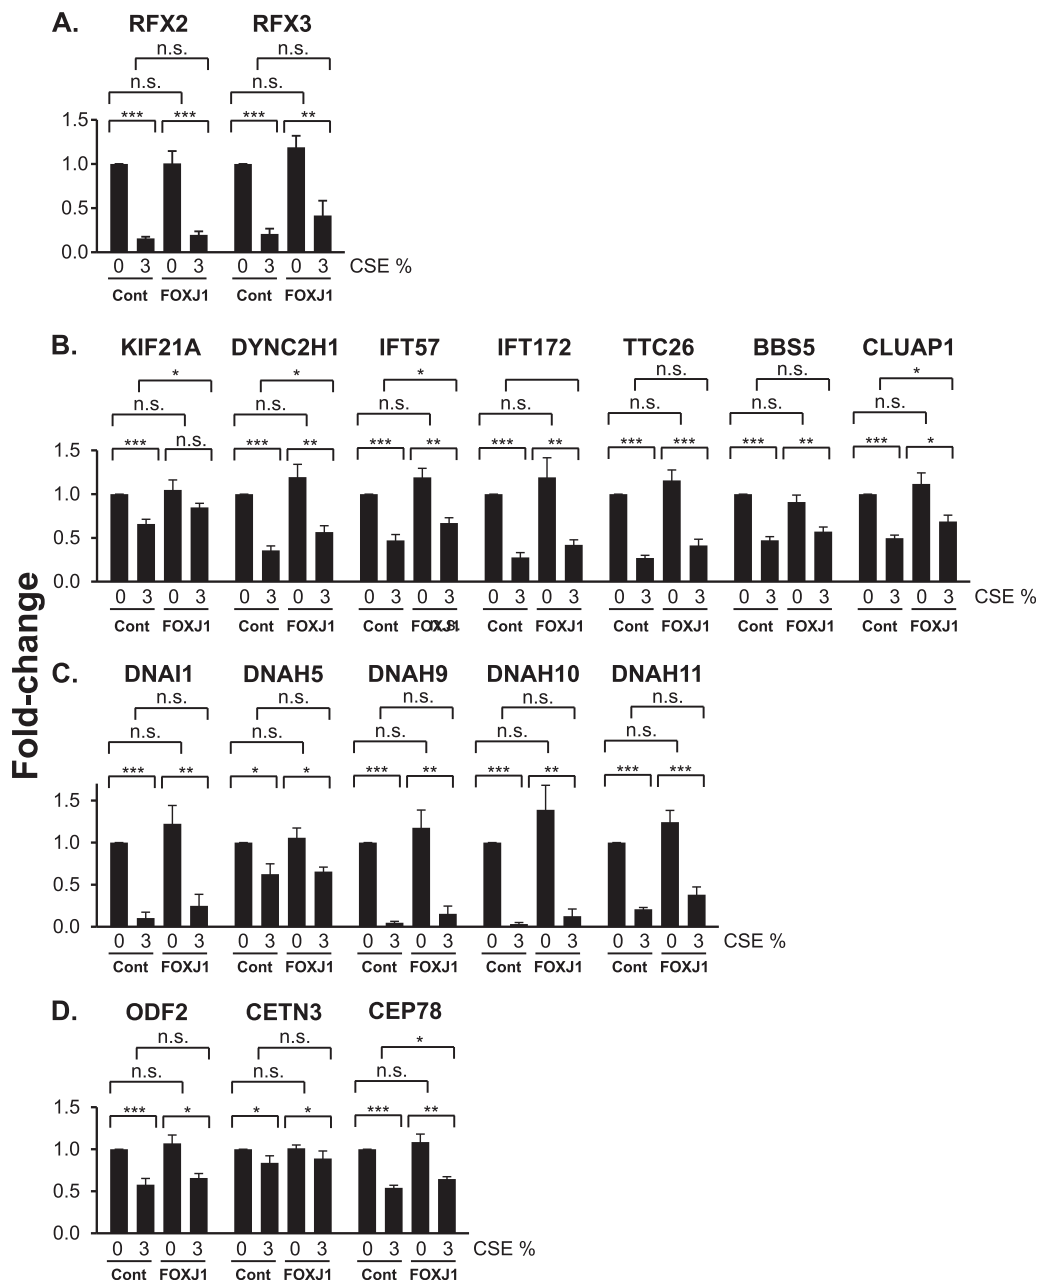 A. RFX2 RFX3
n.s. n.s.
n.s. n.s.
*** *** *** **
1.5
1.0
0.5
0.0
0 3 0 3 0 3 0 3 CSE %
Cont FOXJ1 Cont FOXJ1
B. KIF21A DYNC2H1 IFT57 IFT172 TTC26 BBS5 CLUAP1
* * * n.s. n.s. *
n.s. n.s. n.s. n.s. n.s. n.s. n.s.
*** n.s. *** ** *** ** *** ** *** *** *** ** *** *
1.5
1.0
0.5
0.0
0 3 0 3 0 3 0 3 0 3 0 3 0 3 0 3 0 3 0 3 0 3 0 3 0 3 0 3 CSE %
Cont FOXJ1 Cont FOXJ1 Cont FOXJ1 Cont FOXJ1 Cont FOXJ1 Cont FOXJ1 Cont FOXJ1
Fold-change
C. DNAI1 DNAH5 DNAH9 DNAH10 DNAH11
n.s. n.s. n.s. n.s. n.s.
n.s. n.s. n.s. n.s. n.s.
*** ** * * *** ** *** ** *** ***
1.5
1.0
0.5
0.0
0 3 0 3 0 3 0 3 0 3 0 3 0 3 0 3 0 3 0 3 CSE %
Cont FOXJ1 Cont FOXJ1 Cont FOXJ1 Cont FOXJ1 Cont FOXJ1
D. ODF2 CETN3 CEP78
n.s. n.s. *
n.s. n.s. n.s.
*** * * * *** **
1.5
1.0
0.5
0.0
0 3 0 3 0 3 0 3 0 3 0 3 CSE %
Cont FOXJ1 Cont FOXJ1 Cont FOXJ1